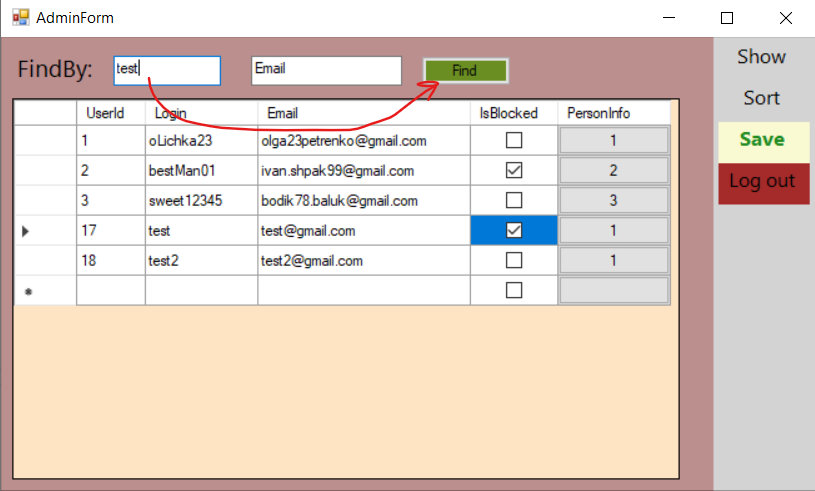 AdminForm
FindBy: test Email Find
Show
Sort
Save
Log out
UserId Login Email IsBlocked PersonInfo
1 oLichka23 olga23petrenko@gmail.com 1
2 bestMan01 ivan.shpak99@gmail.com 2
3 sweet12345 bodik78.baluk@gmail.com 3
17 test test@gmail.com 1
18 test2 test2@gmail.com 1